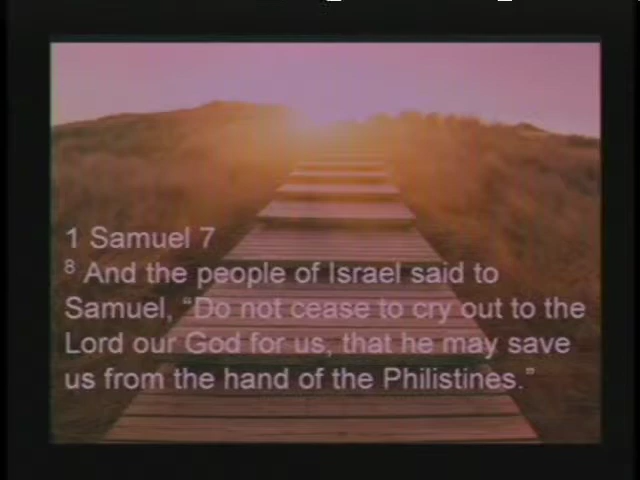 1 Samuel 7
8 And the people of Israel said to
Samuel, “Do not cease to cry out to the
Lord our God for us, that he may save
us from the hand of the Philistines.”